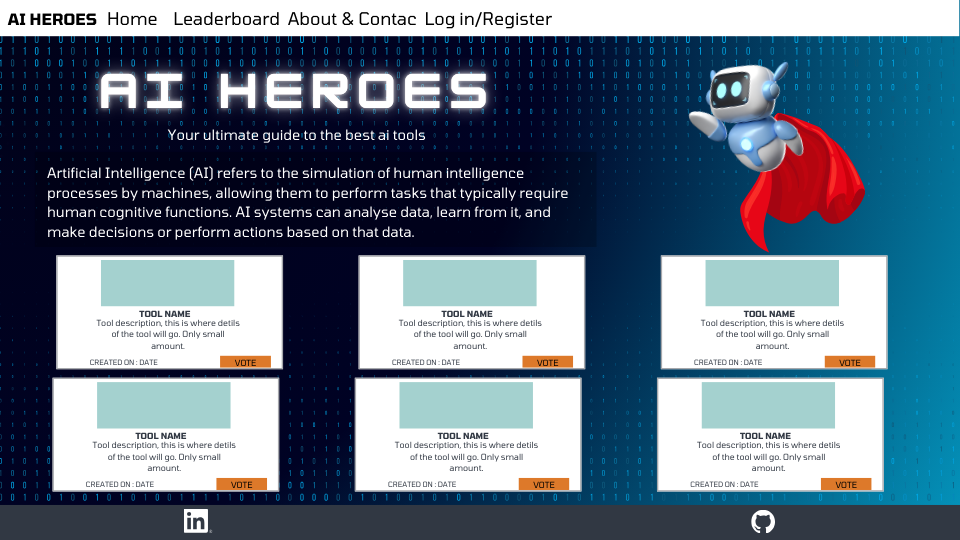 AI HEROES Home Leaderboard About & Contac Log in/Register
AI HEROES
Your ultimate guide to the best ai tools
Artificial Intelligence (AI) refers to the simulation of human intelligence
processes by machines, allowing them to perform tasks that typically require
human cognitive functions. AI systems can analyse data, learn from it, and
make decisions or perform actions based on that data.
TOOL NAME
Tool description, this is where detils
of the tool will go. Only small
amount.
CREATED ON : DATE VOTE
TOOL NAME
Tool description, this is where detils
of the tool will go. Only small
amount.
CREATED ON : DATE VOTE
TOOL NAME
Tool description, this is where detils
of the tool will go. Only small
amount.
CREATED ON : DATE VOTE
TOOL NAME
Tool description, this is where detils
of the tool will go. Only small
amount.
CREATED ON : DATE VOTE
TOOL NAME
Tool description, this is where detils
of the tool will go. Only small
amount.
CREATED ON : DATE VOTE
TOOL NAME
Tool description, this is where detils
of the tool will go. Only small
amount.
CREATED ON : DATE VOTE
in